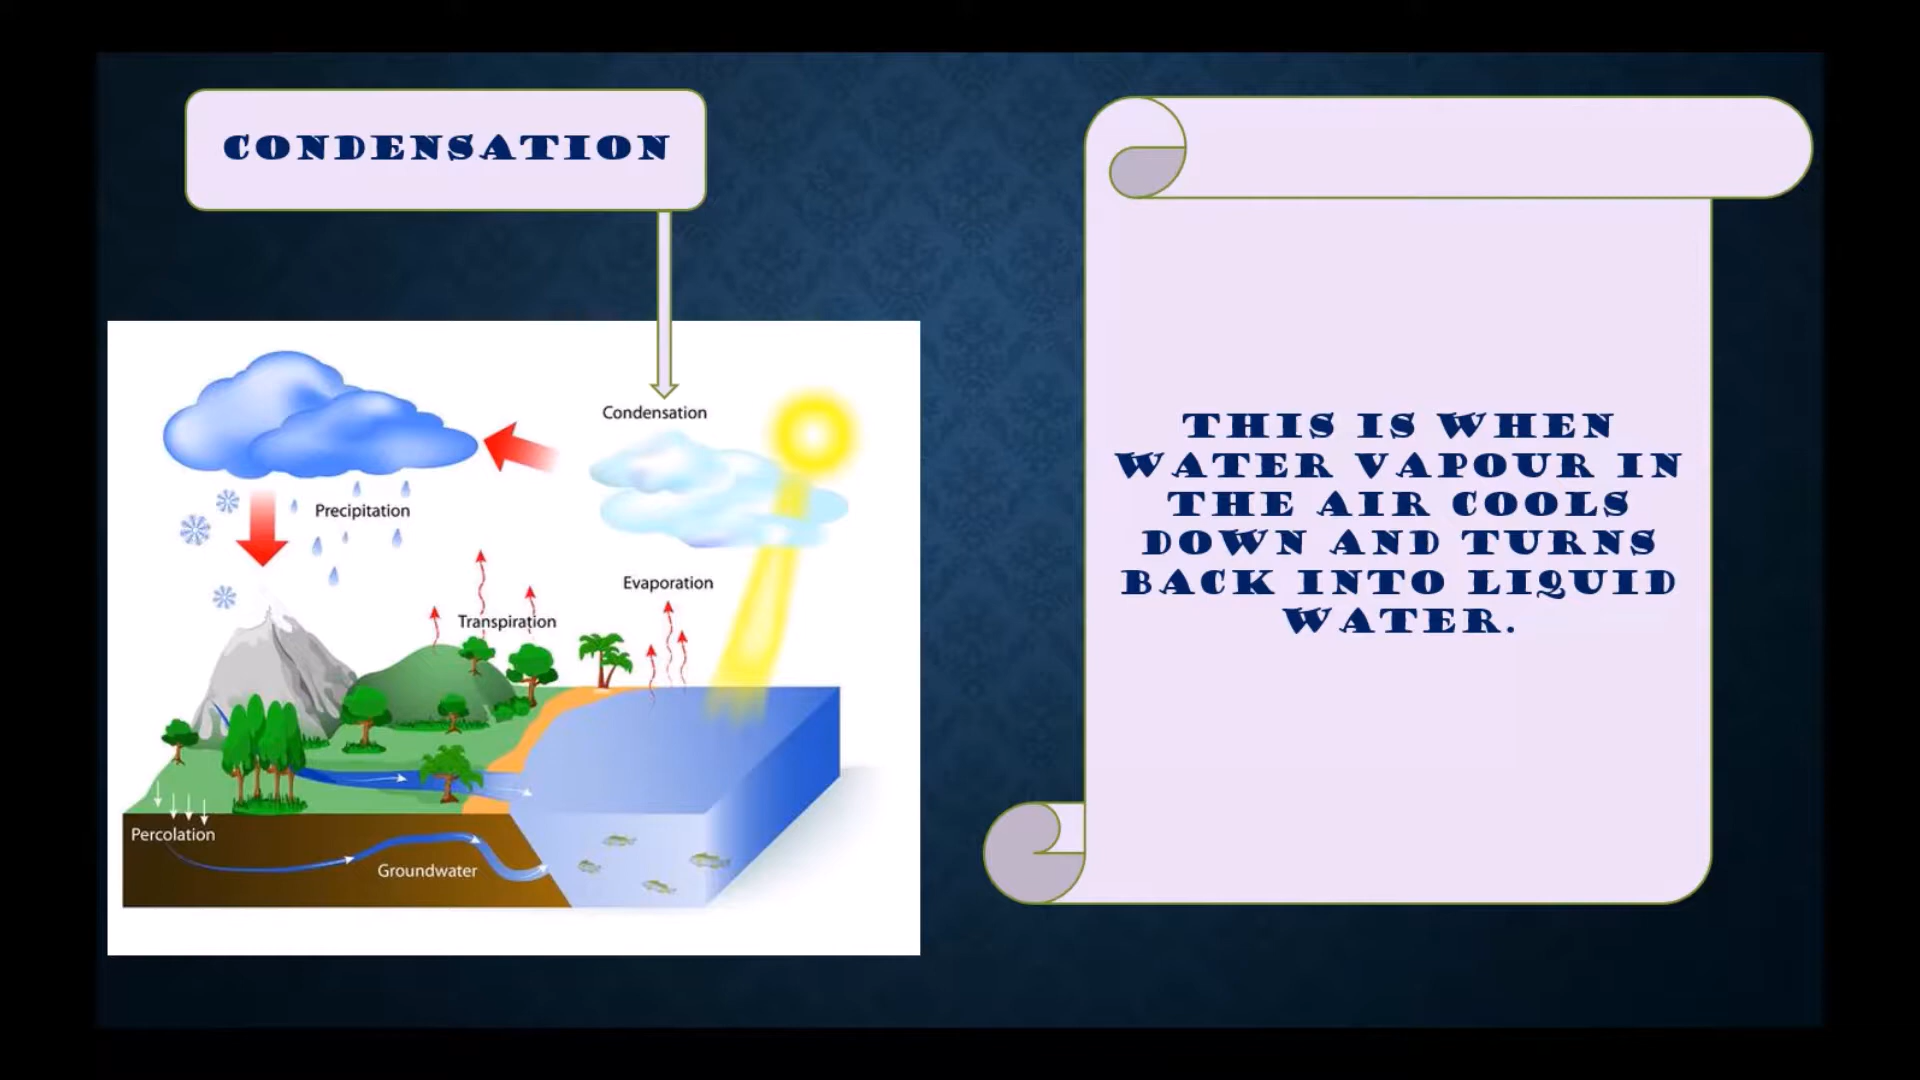 CONDENSATION
THIS IS WHEN
WATER VAPOUR IN
THE AIR COOLS
DOWN AND TURNS
BACK INTO LIQUID
WATER.
Condensation
Precipitation
Evaporation
Transpiration
Percolation
Groundwater